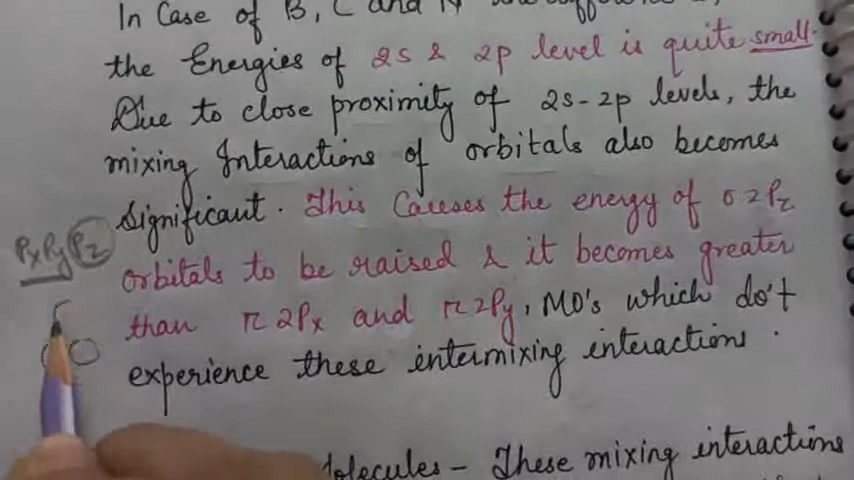 In Case of B, C and N
the Energies of 2s & 2p level is quite small.
Due to close proximity of 2s-2p levels, the
mixing Interactions of orbitals also becomes
Significant. This Causes the energy of σ2Pz
PxPyPz
orbitals to be raised & it becomes greater
than π2Px and π2Py, MO's which do't
experience these intermixing interactions.
Molecules - These mixing interactions